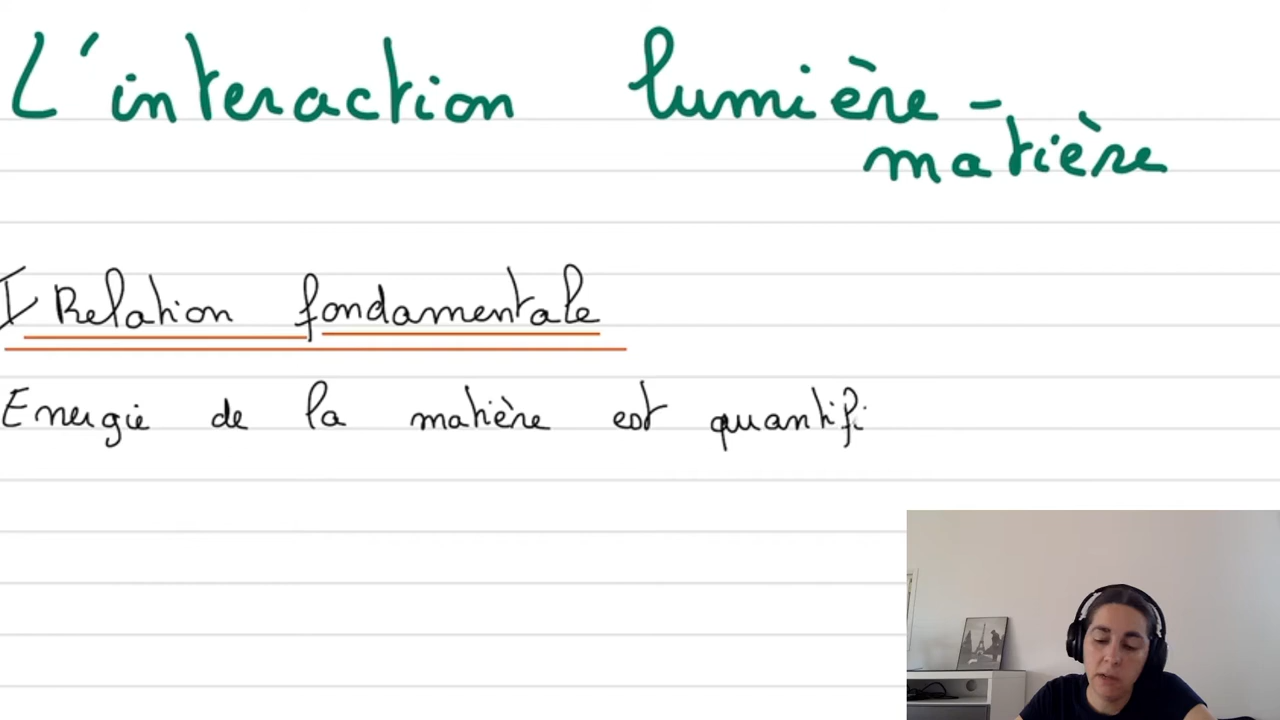 L'interaction lumière -
matière
I Relation fondamentale
Energie de la matière est quantifi